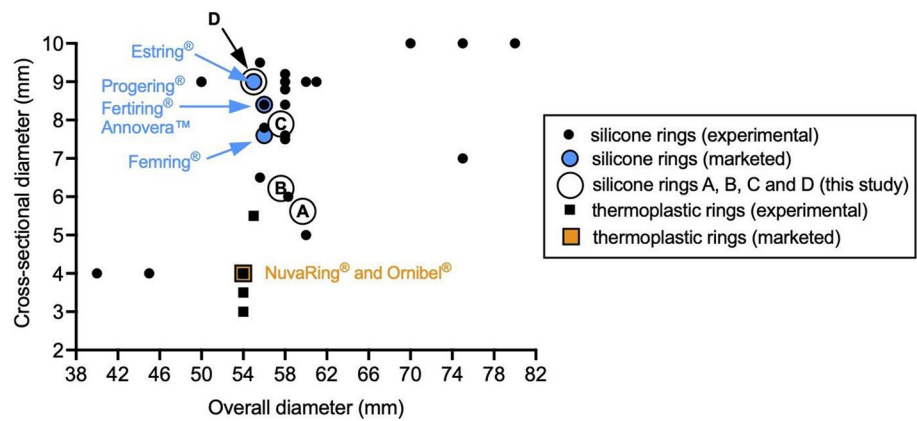 D
Estring®
Progering®
Fertiring®
Annovera™
Femring®
C
B
A
NuvaRing® and Ornibel®
Cross-sectional diameter (mm)
10
9
8
7
6
5
4
3
2
38 42 46 50 54 58 62 66 70 74 78 82
Overall diameter (mm)
silicone rings (experimental)
silicone rings (marketed)
silicone rings A, B, C and D (this study)
thermoplastic rings (experimental)
thermoplastic rings (marketed)